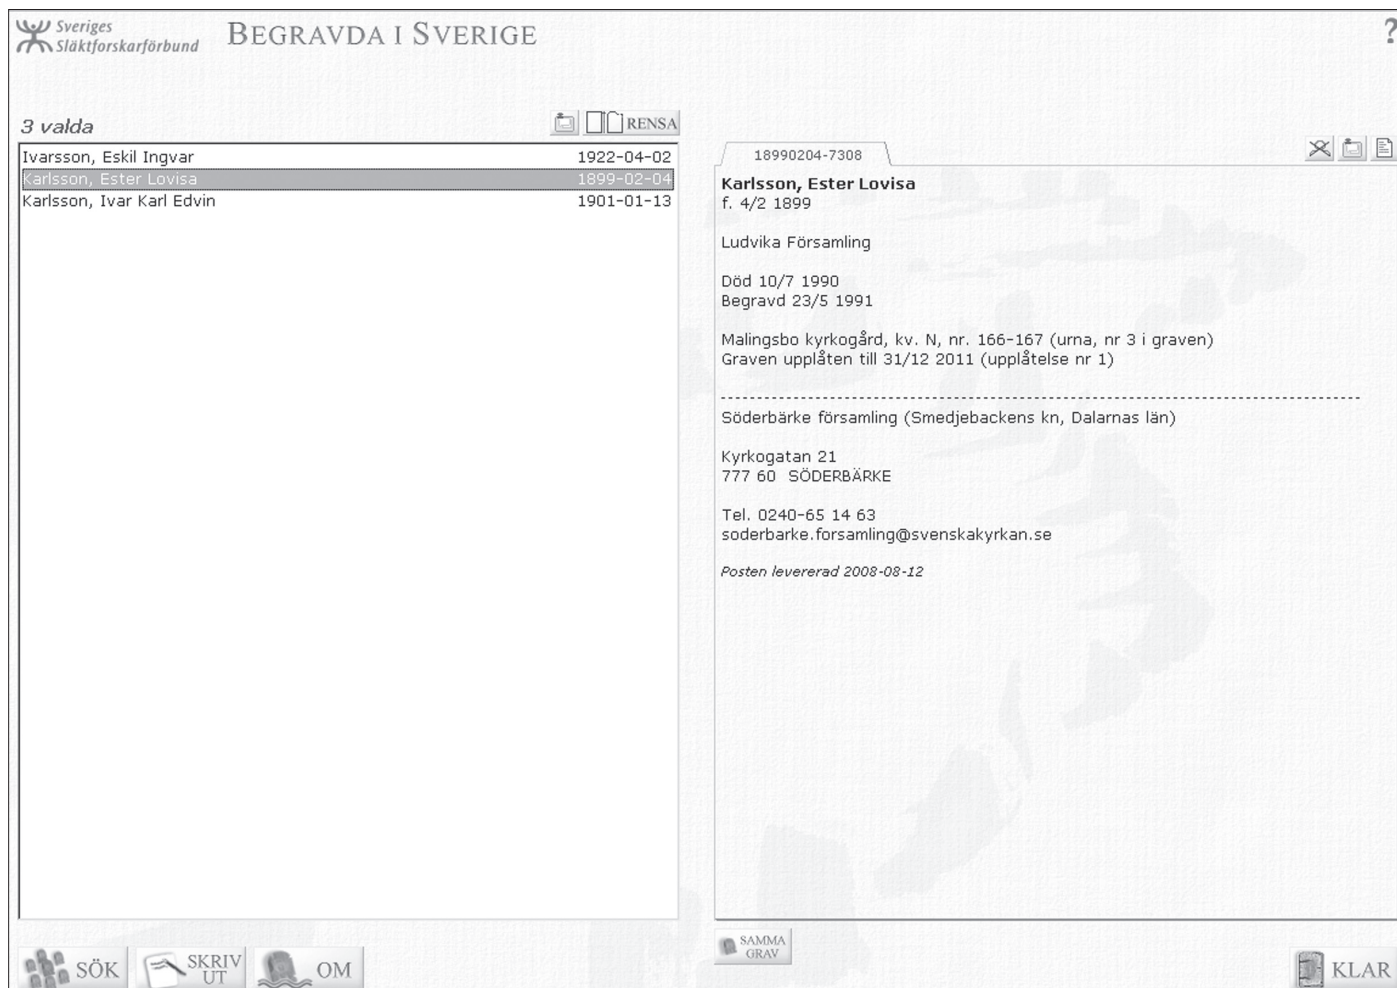 Sveriges
Släktforskarförbund
BEGRAVDA I SVERIGE
?
3 valda
RENSA
Ivarsson, Eskil Ingvar 1922-04-02
Karlsson, Ester Lovisa 1899-02-04
Karlsson, Ivar Karl Edvin 1901-01-13
18990204-7308
Karlsson, Ester Lovisa
f. 4/2 1899
Ludvika Församling
Död 10/7 1990
Begravd 23/5 1991
Malingsbo kyrkogård, kv. N, nr. 166-167 (urna, nr 3 i graven)
Graven upplåten till 31/12 2011 (upplåtelse nr 1)
Söderbärke församling (Smedjebackens kn, Dalarnas län)
Kyrkogatan 21
777 60 SÖDERBÄRKE
Tel. 0240-65 14 63
soderbarke.forsamling@svenskakyrkan.se
Posten levererad 2008-08-12
SAMMA
GRAV
SÖK
SKRIV
UT
OM
KLAR